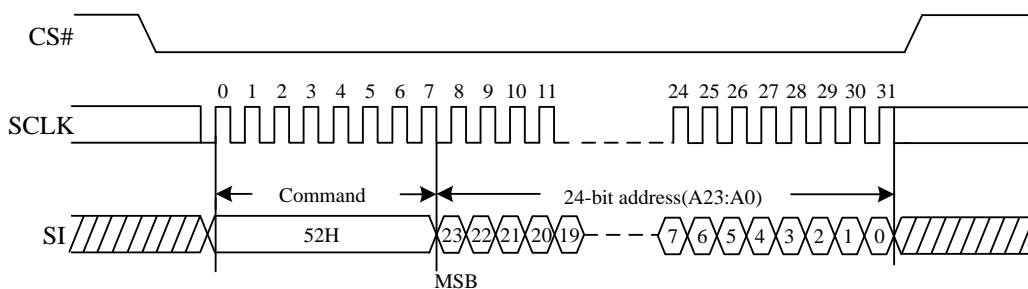 CS#
0 1 2 3 4 5 6 7 8 9 10 11 24 25 26 27 28 29 30 31
SCLK
Command 24-bit address(A23:A0)
SI 52H 23 22 21 20 19 7 6 5 4 3 2 1 0
MSB